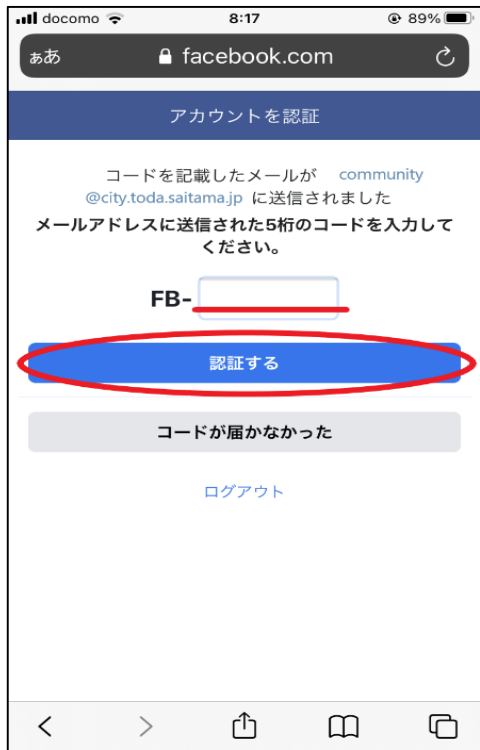 docomo 8:17 89%
ぁあ facebook.com
アカウントを認証
コードを記載したメールが community
@city.toda.saitama.jp に送信されました
メールアドレスに送信された5桁のコードを入力して
ください。
FB-
認証する
コードが届かなかった
ログアウト